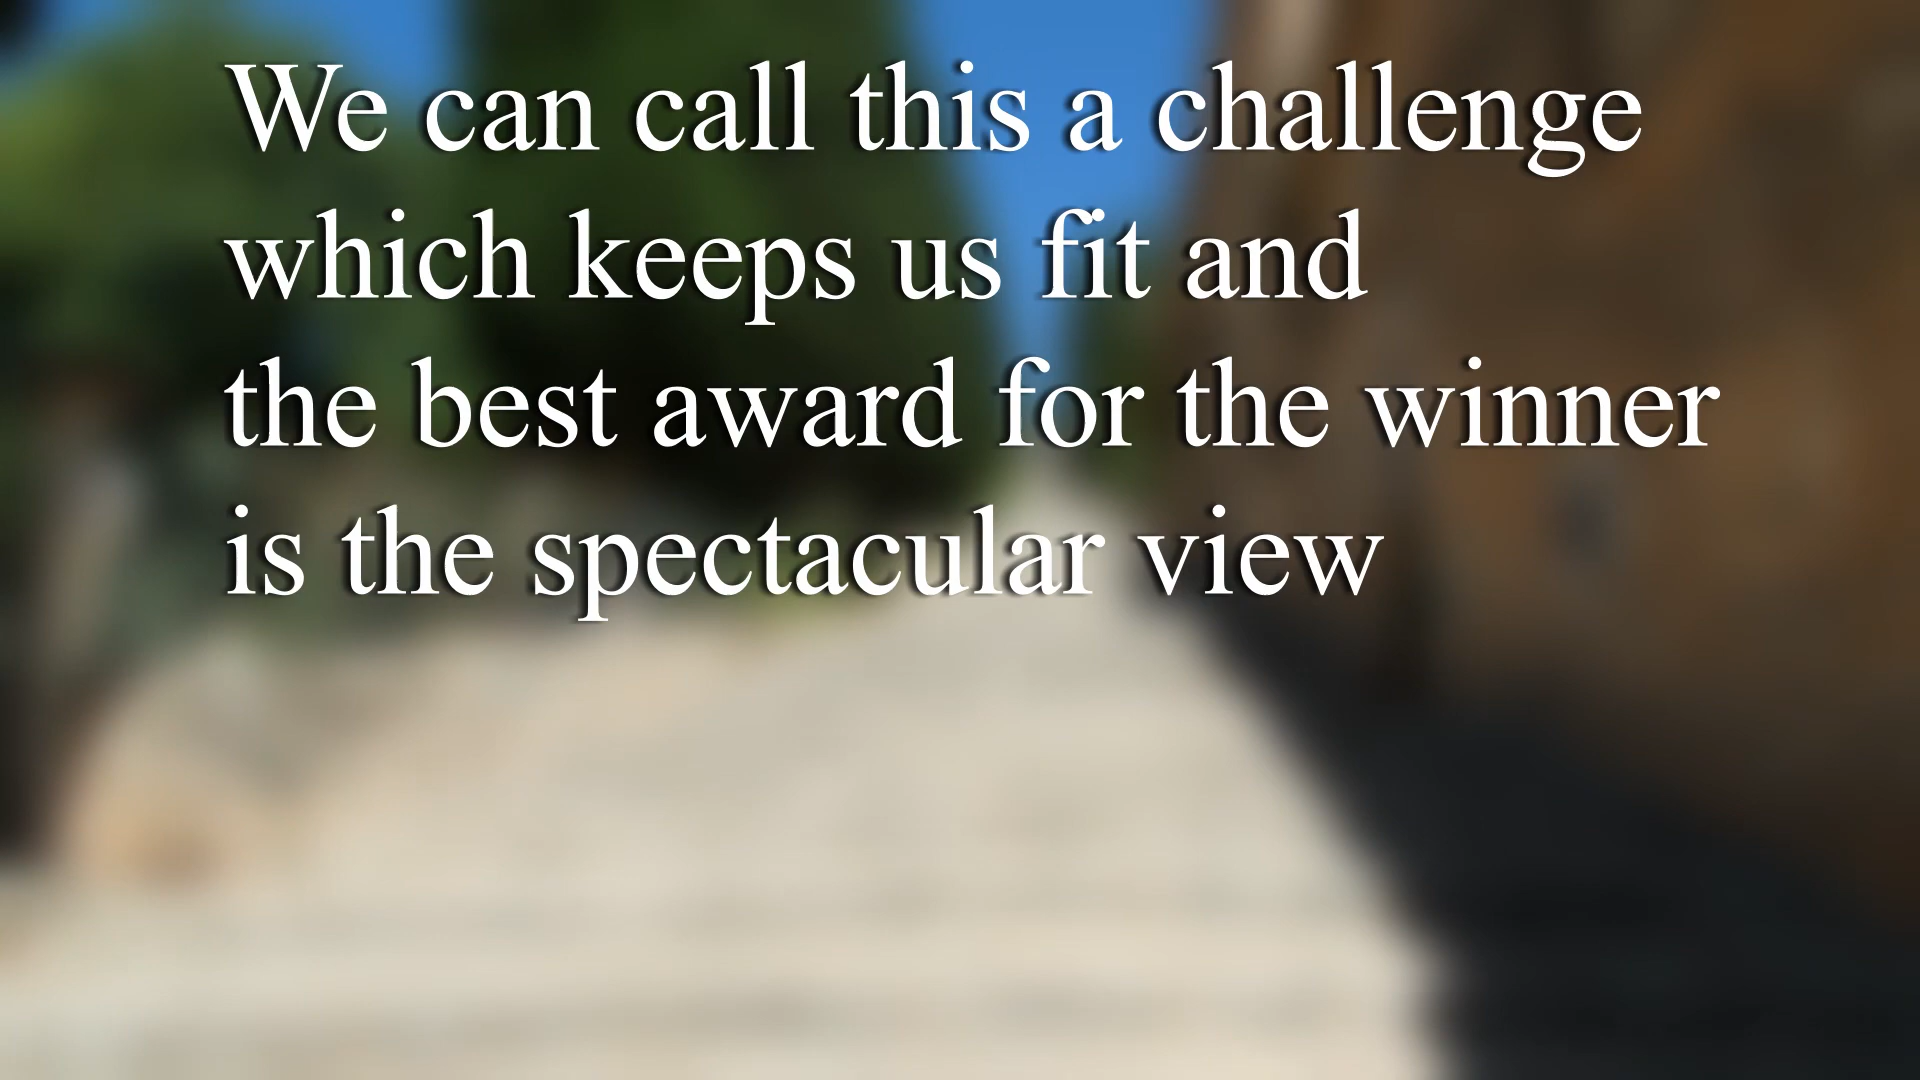 We can call this a challenge
which keeps us fit and
the best award for the winner
is the spectacular view